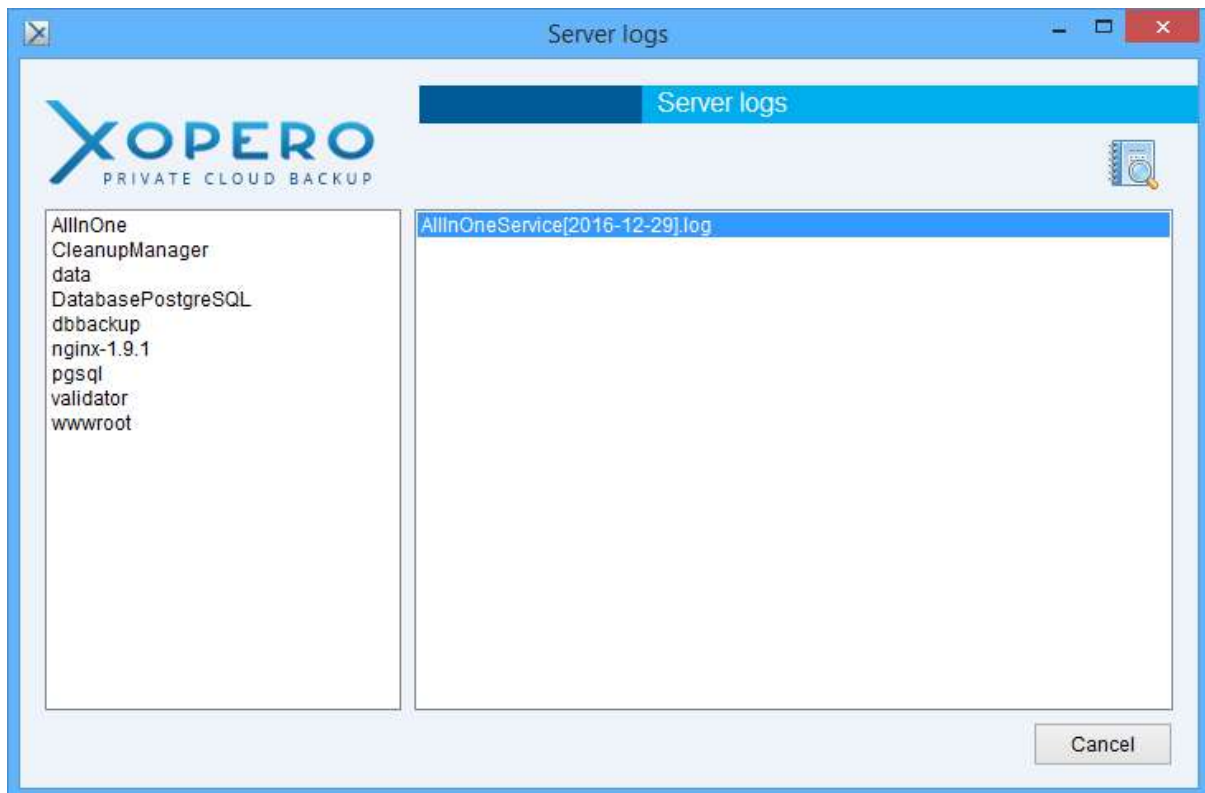 Server logs
Server logs
XOPERO
PRIVATE CLOUD BACKUP
AllInOne
CleanupManager
data
DatabasePostgreSQL
dbbackup
nginx-1.9.1
pgsql
validator
wwwroot
AllInOneService[2016-12-29].log
Cancel